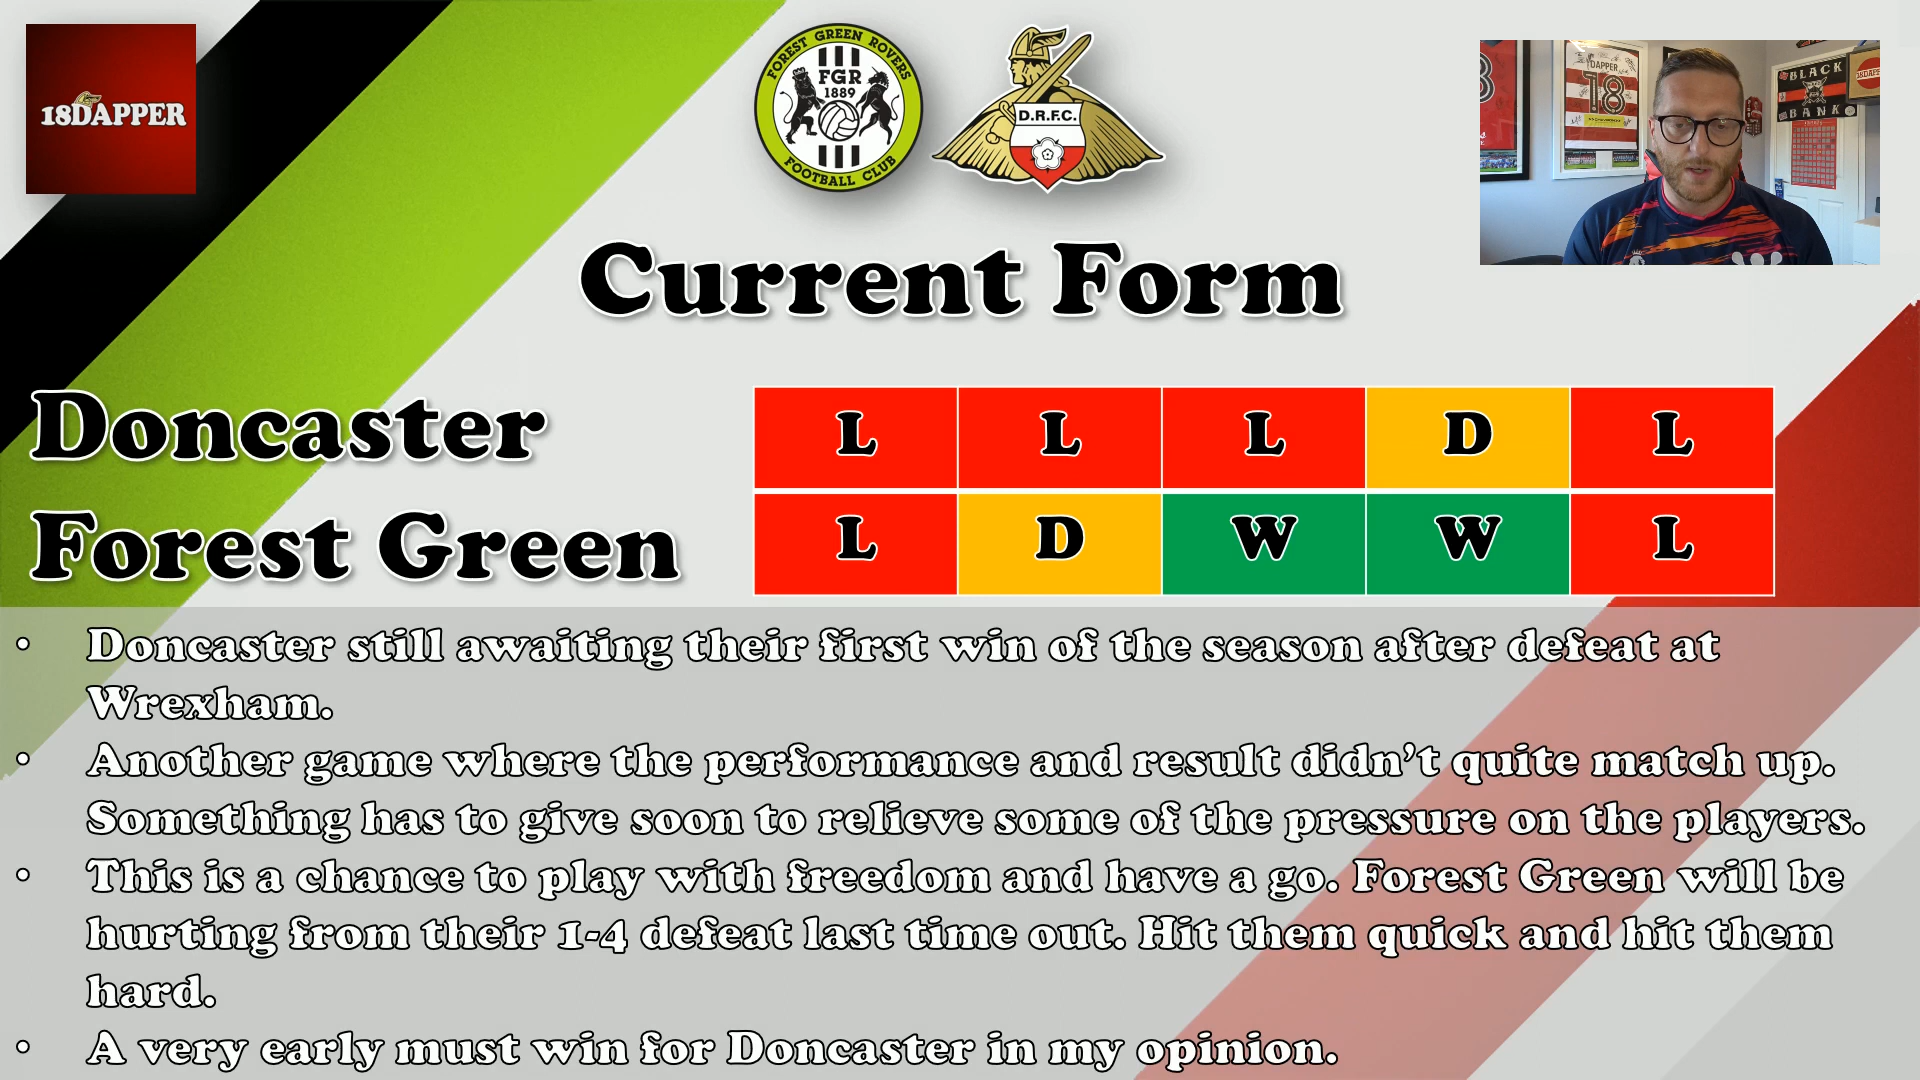 18DAPPER
FOREST GREEN ROVERS
FGR
1889
FOOTBALL CLUB
D.R.F.C.
DAPPER
18
BLACK
BANK
Current Form
Doncaster
L L L D L
Forest Green
L D W W L
• Doncaster still awaiting their first win of the season after defeat at
Wrexham.
• Another game where the performance and result didn’t quite match up.
Something has to give soon to relieve some of the pressure on the players.
• This is a chance to play with freedom and have a go. Forest Green will be
hurting from their 1-4 defeat last time out. Hit them quick and hit them
hard.
• A very early must win for Doncaster in my opinion.